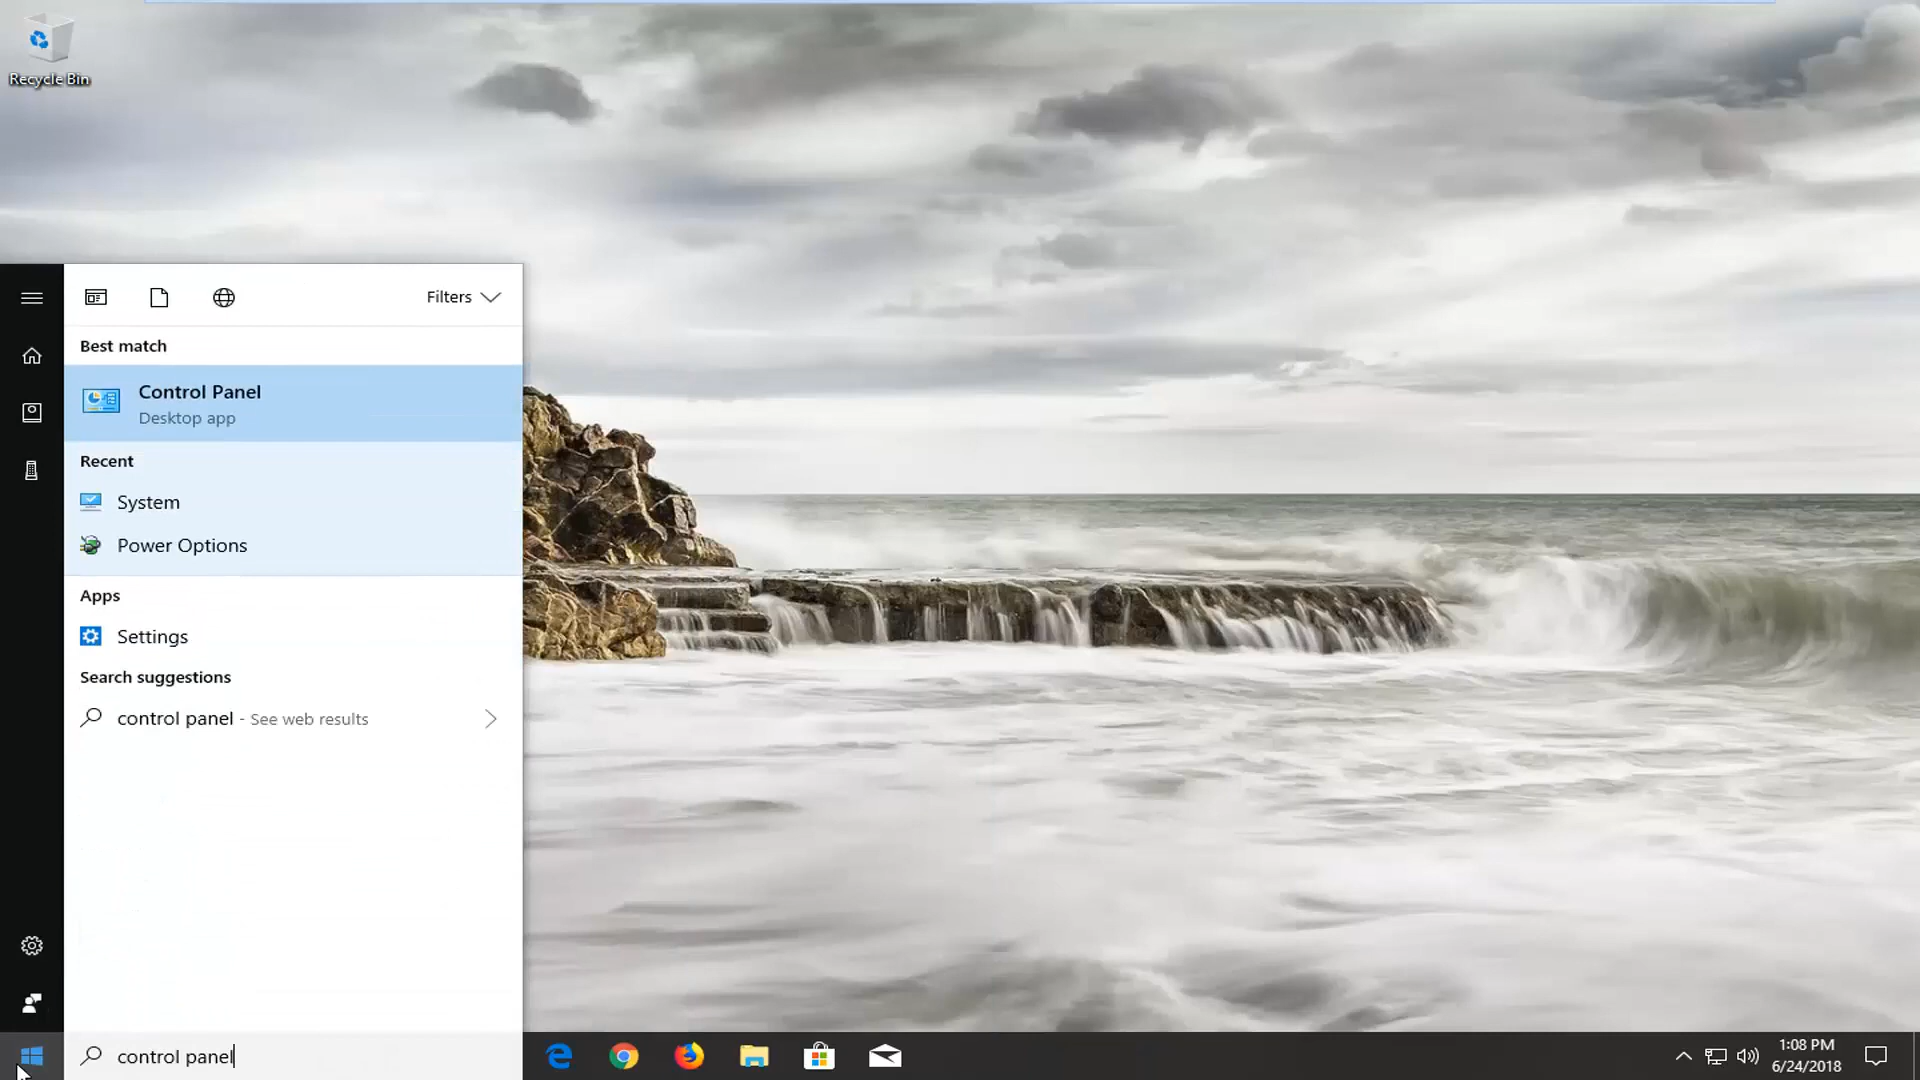 Recycle Bin
Filters
Best match
Control Panel
Desktop app
Recent
System
Power Options
Apps
Settings
Search suggestions
control panel - See web results
control panel
1:08 PM
6/24/2018